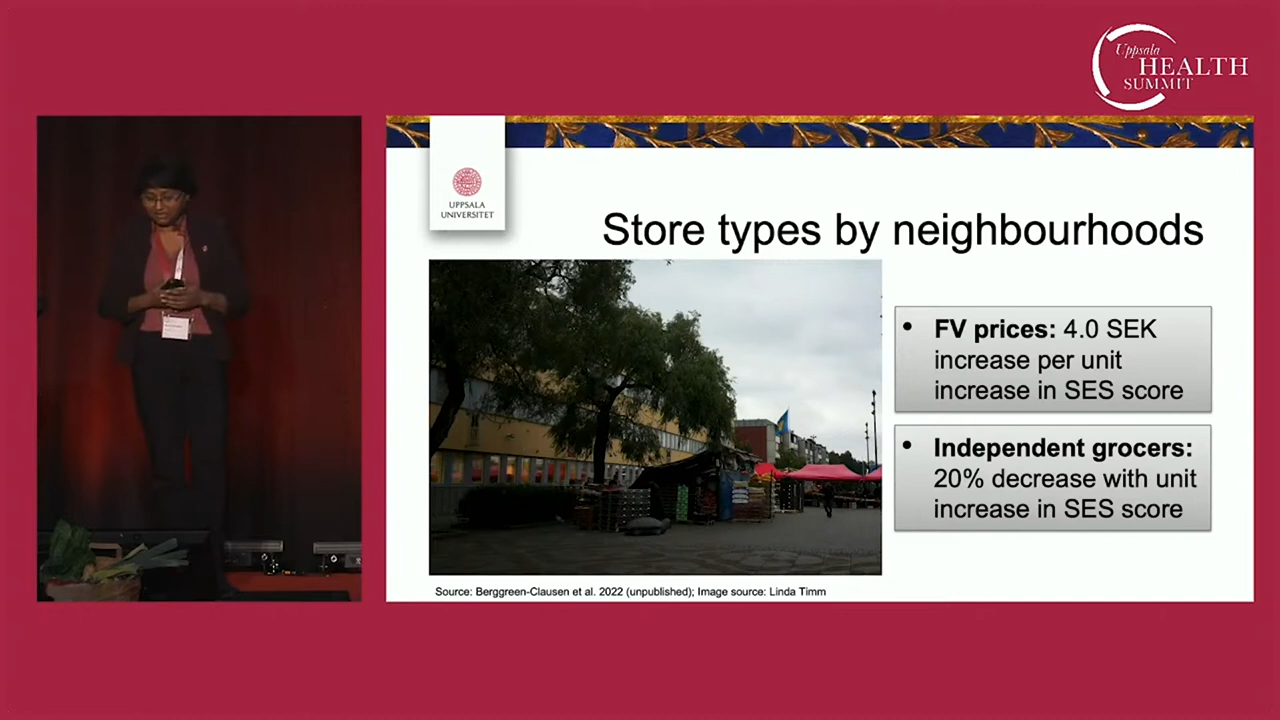 Uppsala
HEALTH
SUMMIT
UPPSALA
UNIVERSITET
Store types by neighbourhoods
• FV prices: 4.0 SEK
increase per unit
increase in SES score
• Independent grocers:
20% decrease with unit
increase in SES score
Source: Berggreen-Clausen et al. 2022 (unpublished); Image source: Linda Timm